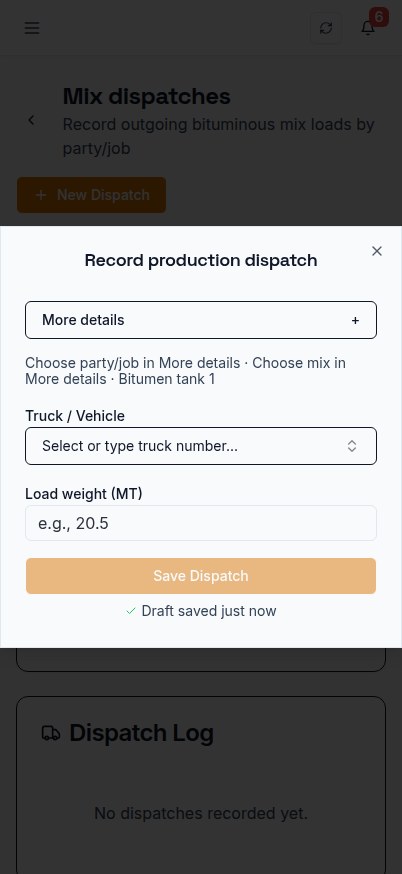 6
Mix dispatches
Record outgoing bituminous mix loads by
party/job
+ New Dispatch
Record production dispatch
More details +
Choose party/job in More details · Choose mix in
More details · Bitumen tank 1
Truck / Vehicle
Select or type truck number...
Load weight (MT)
e.g., 20.5
Save Dispatch
Draft saved just now
Dispatch Log
No dispatches recorded yet.